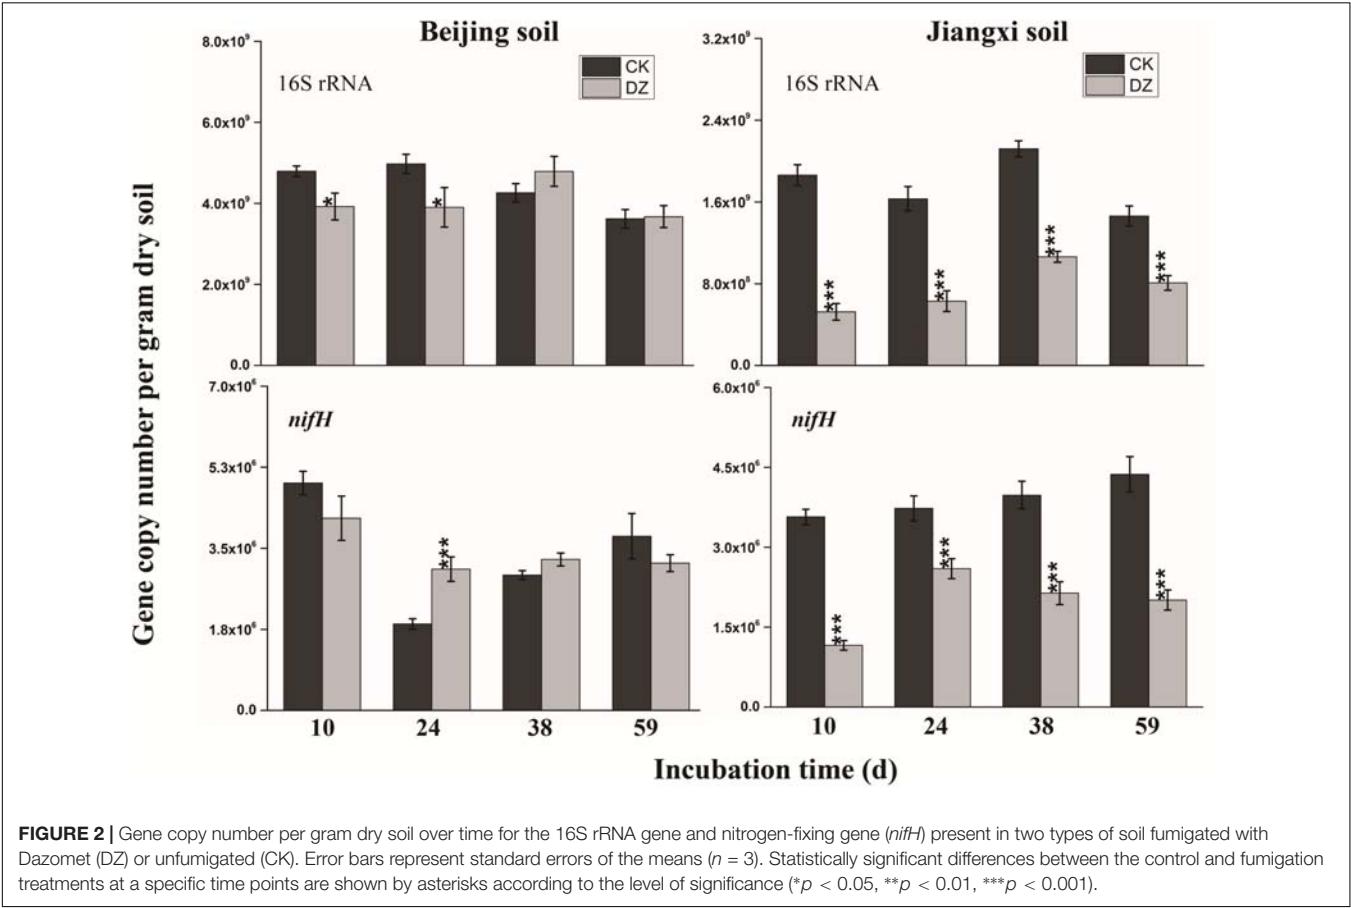 Beijing soil
Jiangxi soil
Gene copy number per gram dry soil
8.0x10⁹
6.0x10⁹
4.0x10⁹
2.0x10⁹
0.0
16S rRNA
CK
DZ
*
*
3.2x10⁹
2.4x10⁹
1.6x10⁹
8.0x10⁸
0.0
16S rRNA
CK
DZ
***
***
***
***
7.0x10⁶
5.3x10⁶
3.5x10⁶
1.8x10⁶
0.0
nifH
***
10 24 38 59
6.0x10⁶
4.5x10⁶
3.0x10⁶
1.5x10⁶
0.0
nifH
***
***
***
***
10 24 38 59
Incubation time (d)
FIGURE 2 | Gene copy number per gram dry soil over time for the 16S rRNA gene and nitrogen-fixing gene (nifH) present in two types of soil fumigated with
Dazomet (DZ) or unfumigated (CK). Error bars represent standard errors of the means (n = 3). Statistically significant differences between the control and fumigation
treatments at a specific time points are shown by asterisks according to the level of significance (*p < 0.05, **p < 0.01, ***p < 0.001).